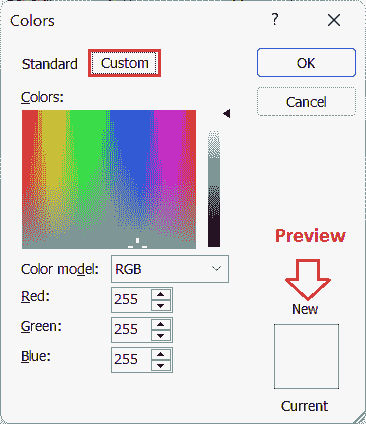 Colors ?
Standard Custom OK
Cancel
Colors:
Preview
Color model: RGB
New
Red: 255
Green: 255
Blue: 255
Current